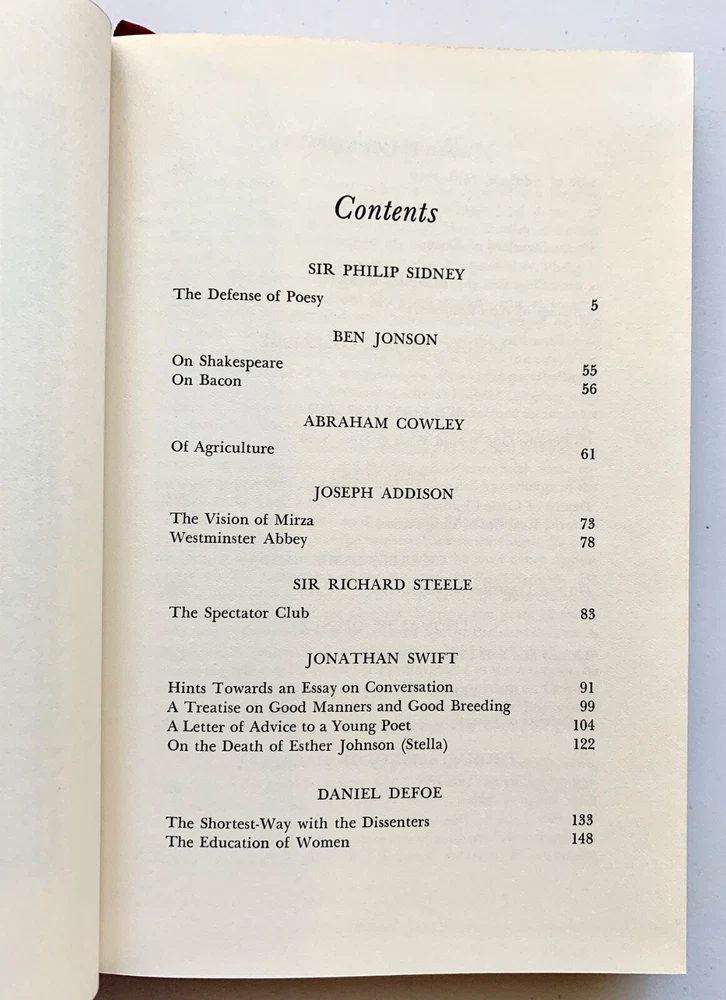 Contents
SIR PHILIP SIDNEY
The Defense of Poesy 5
BEN JONSON
On Shakespeare 55
On Bacon 56
ABRAHAM COWLEY
Of Agriculture 61
JOSEPH ADDISON
The Vision of Mirza 73
Westminster Abbey 78
SIR RICHARD STEELE
The Spectator Club 83
JONATHAN SWIFT
Hints Towards an Essay on Conversation 91
A Treatise on Good Manners and Good Breeding 99
A Letter of Advice to a Young Poet 104
On the Death of Esther Johnson (Stella) 122
DANIEL DEFOE
The Shortest-Way with the Dissenters 133
The Education of Women 148